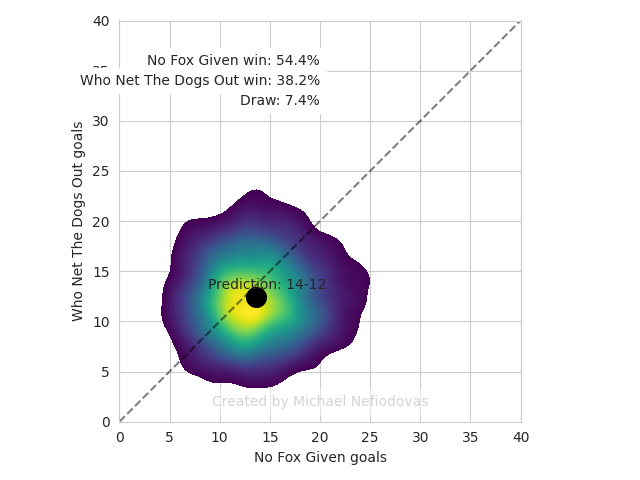 40
No Fox Given win: 54.4%
35
Who Net The Dogs Out win: 38.2%
Draw: 7.4%
30
25
20
15
10
5
0
Who Net The Dogs Out goals
Prediction: 14-12
Created by Michael Nefiodovas
0 5 10 15 20 25 30 35 40
No Fox Given goals